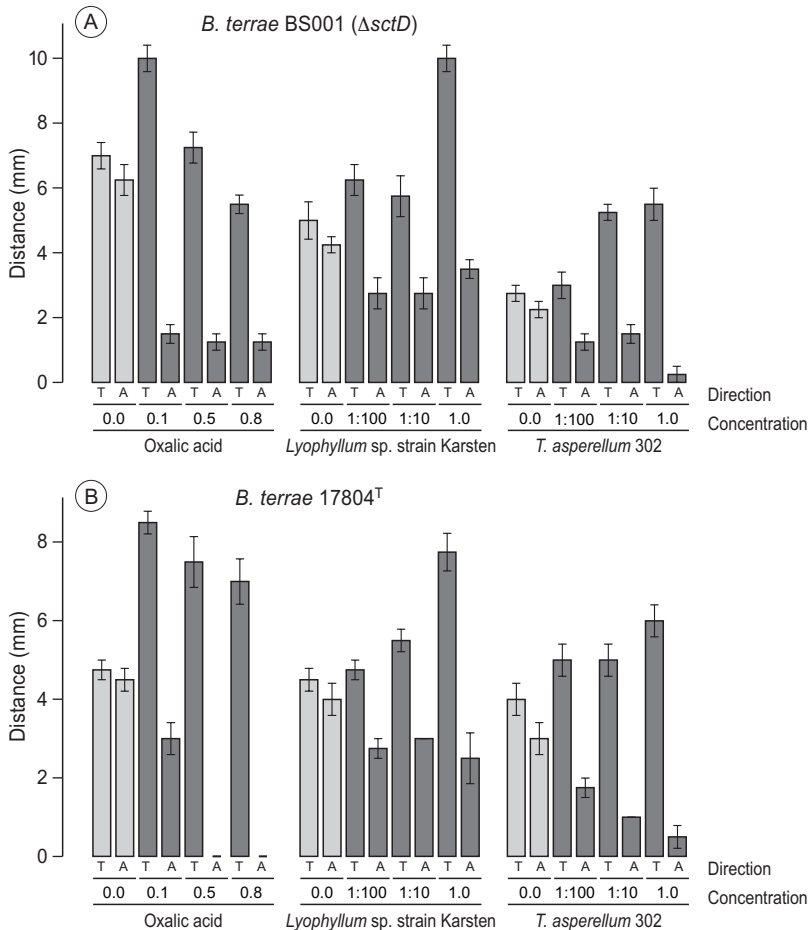 A
B. terrae BS001 (ΔsctD)
Distance (mm)
10
8
6
4
2
0
T A T A T A T A T A T A T A T A T A T A T A T A Direction
0.0 0.1 0.5 0.8 0.0 1:100 1:10 1.0 0.0 1:100 1:10 1.0 Concentration
Oxalic acid Lyophyllum sp. strain Karsten T. asperellum 302
B
B. terrae 17804ᵀ
Distance (mm)
8
6
4
2
0
T A T A T A T A T A T A T A T A T A T A T A T A Direction
0.0 0.1 0.5 0.8 0.0 1:100 1:10 1.0 0.0 1:100 1:10 1.0 Concentration
Oxalic acid Lyophyllum sp. strain Karsten T. asperellum 302